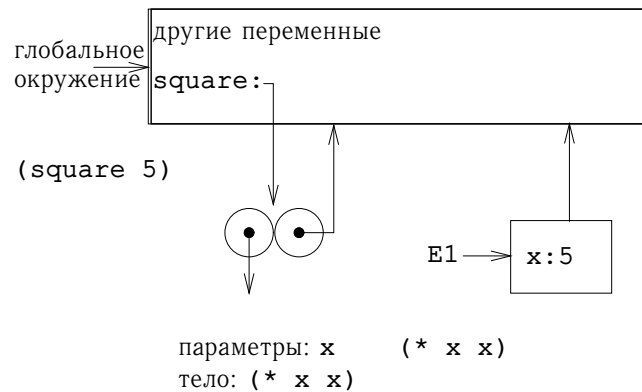 другие переменные
глобальное
окружение
square:
(square 5)
E1
x:5
параметры: x (* x x)
тело: (* x x)